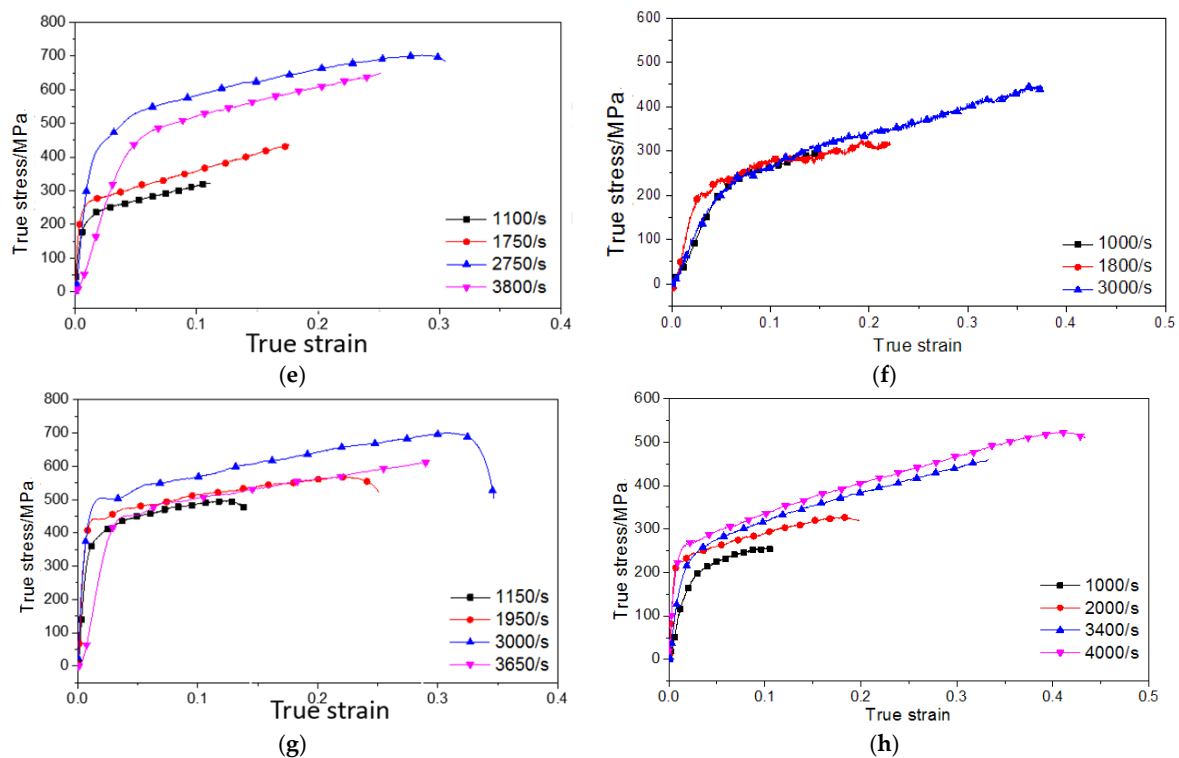 800
700
600
500
400
300
200
100
0
True stress/MPa
1100/s
1750/s
2750/s
3800/s
0.0 0.1 0.2 0.3 0.4
True strain
(e)
600
500
400
300
200
100
0
True stress/MPa
1000/s
1800/s
3000/s
0.0 0.1 0.2 0.3 0.4 0.5
True strain
(f)
800
700
600
500
400
300
200
100
0
True stress/MPa
1150/s
1950/s
3000/s
3650/s
0.0 0.1 0.2 0.3 0.4
True strain
(g)
600
500
400
300
200
100
0
True stress/MPa
1000/s
2000/s
3400/s
4000/s
0.0 0.1 0.2 0.3 0.4 0.5
True strain
(h)